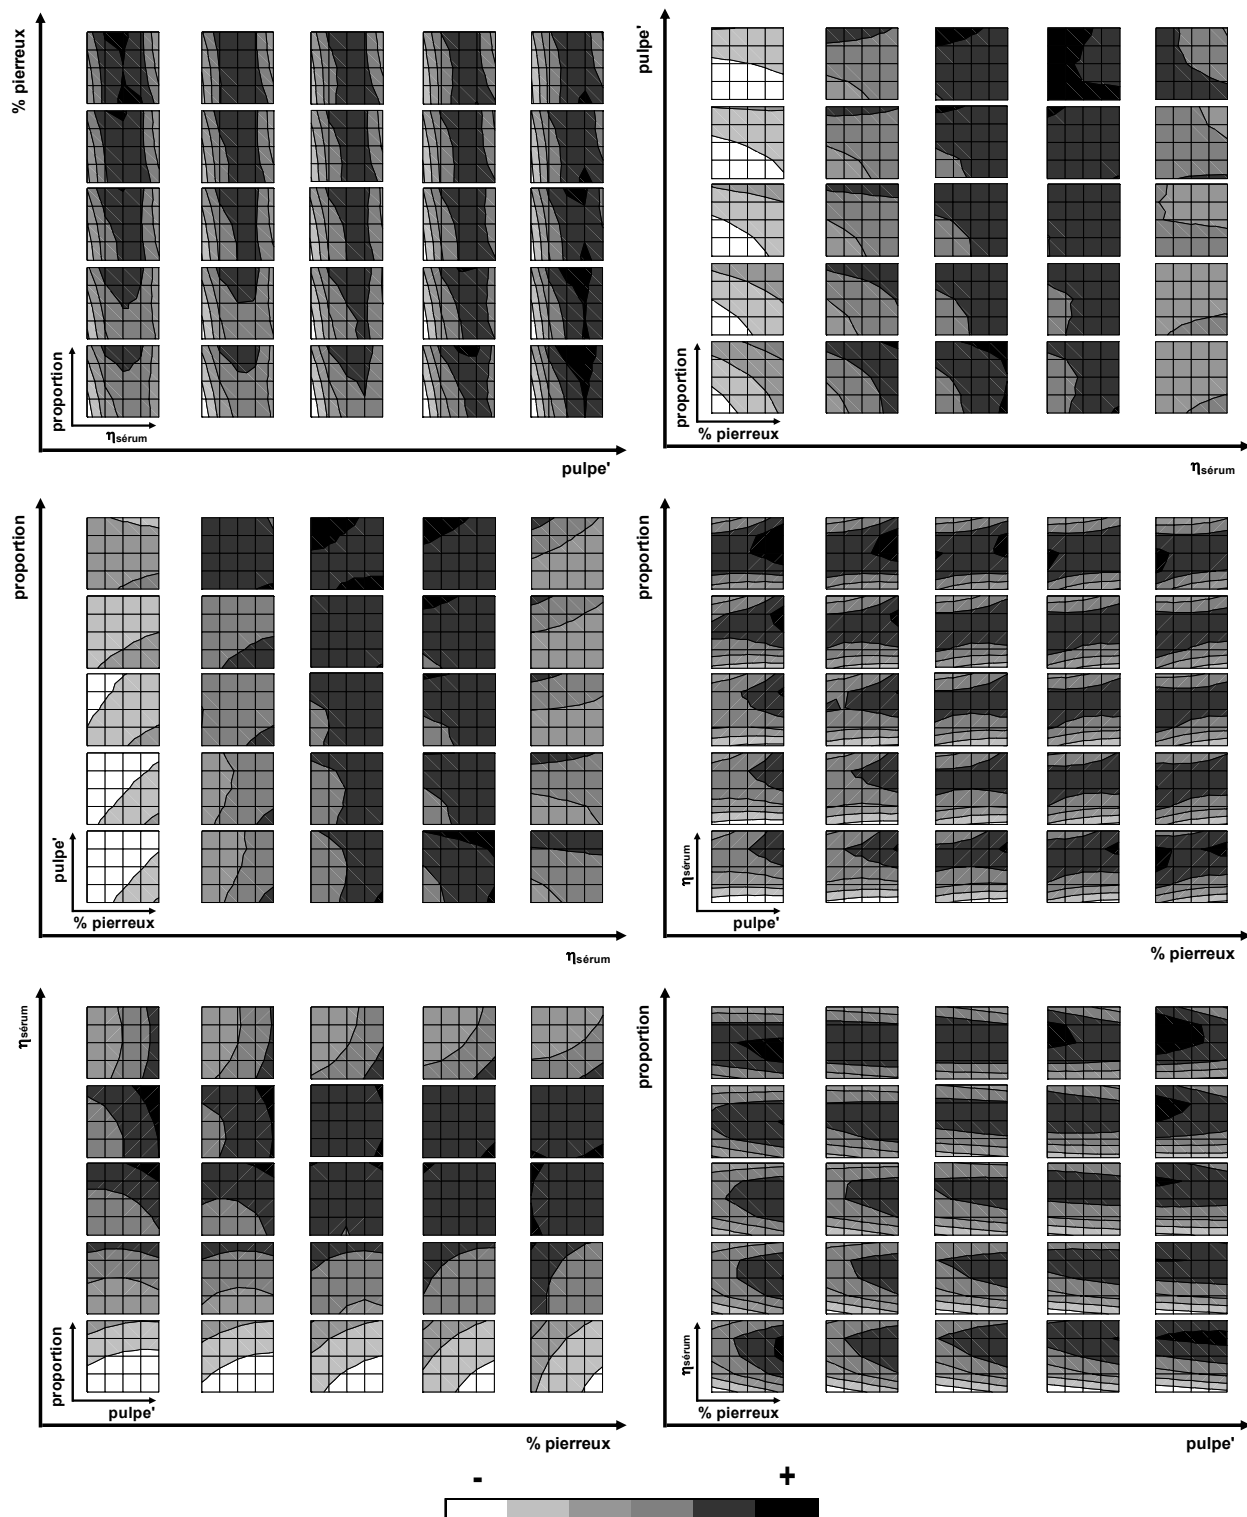 % pierreux
proportion
ηsérum
pulpe'
pulpe'
proportion
% pierreux
ηsérum
proportion
pulpe'
% pierreux
ηsérum
proportion
ηsérum
pulpe'
% pierreux
ηsérum
proportion
pulpe'
% pierreux
proportion
ηsérum
% pierreux
pulpe'
- +